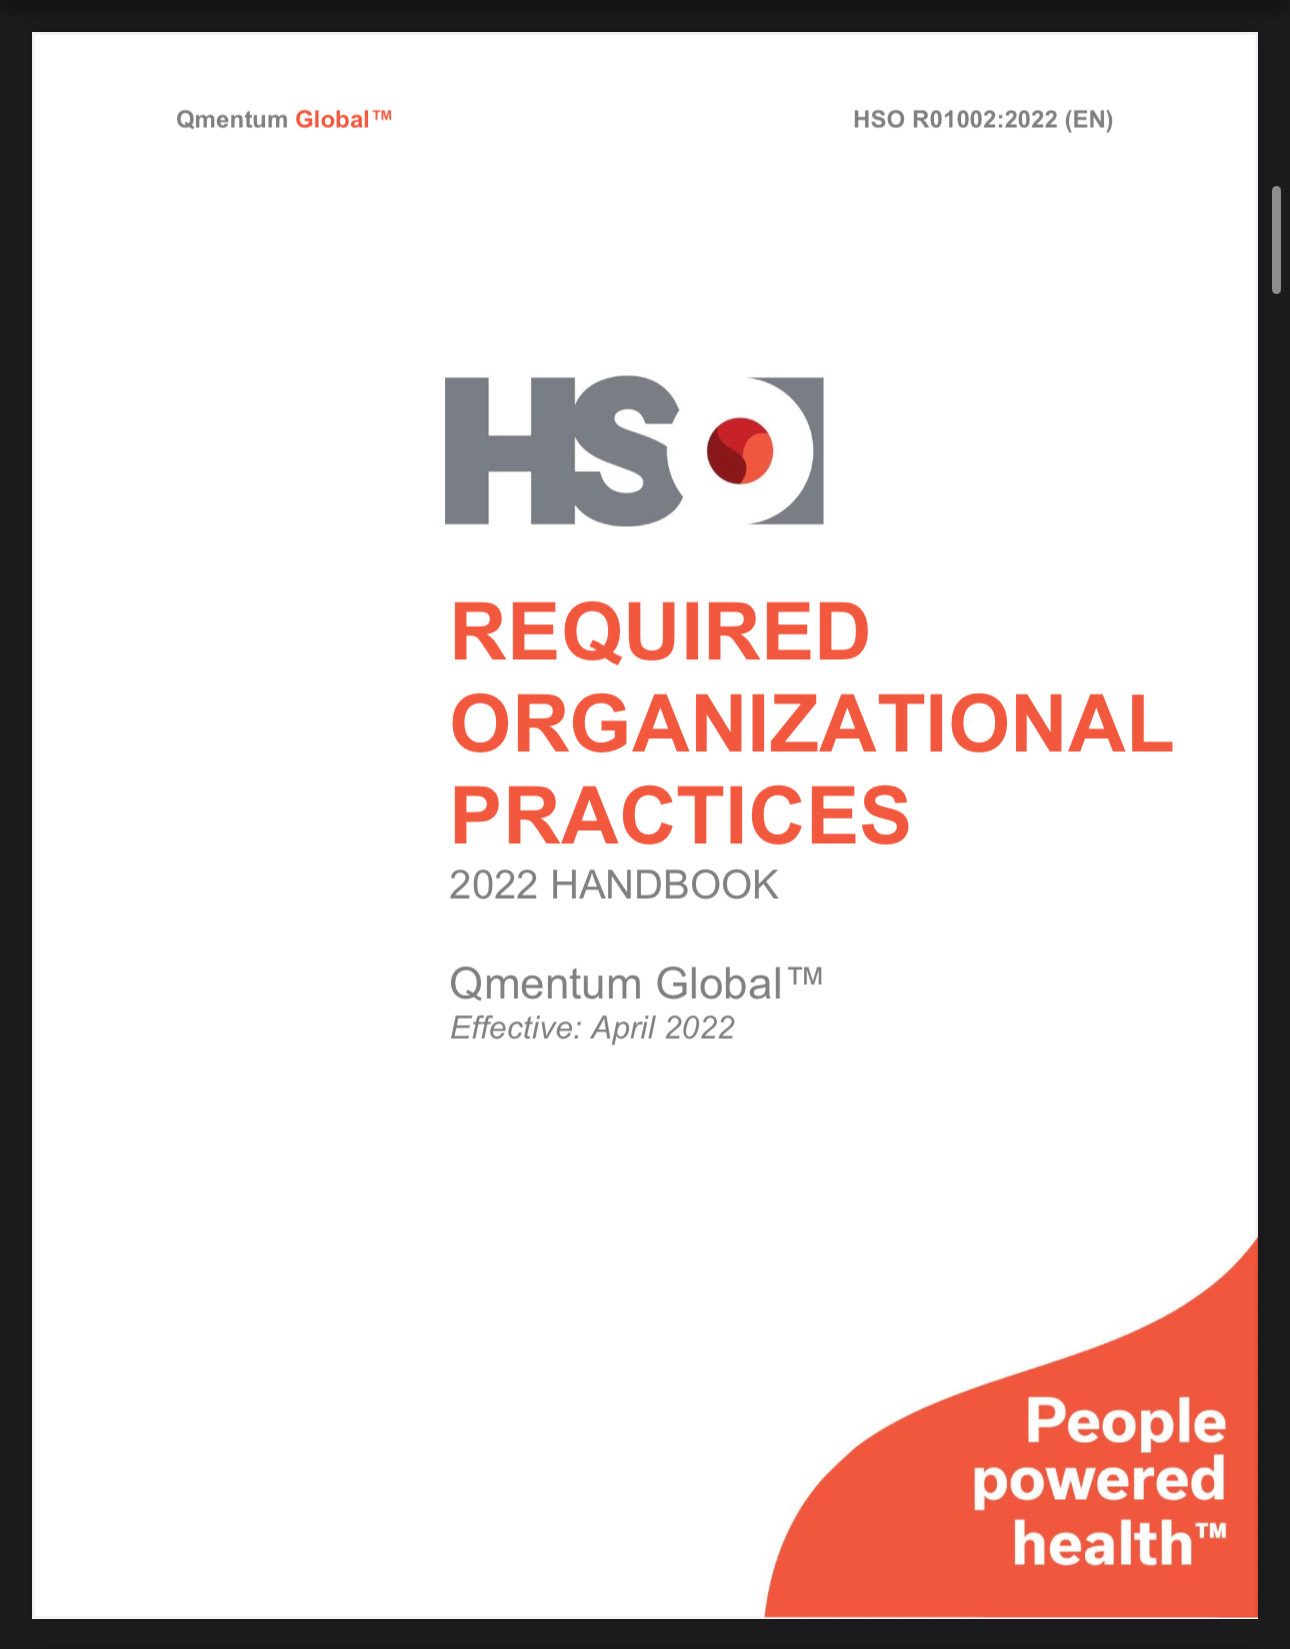 Qmentum Global™ HSO R01002:2022 (EN)
HSO
REQUIRED
ORGANIZATIONAL
PRACTICES
2022 HANDBOOK
Qmentum Global™
Effective: April 2022
People
powered
health™